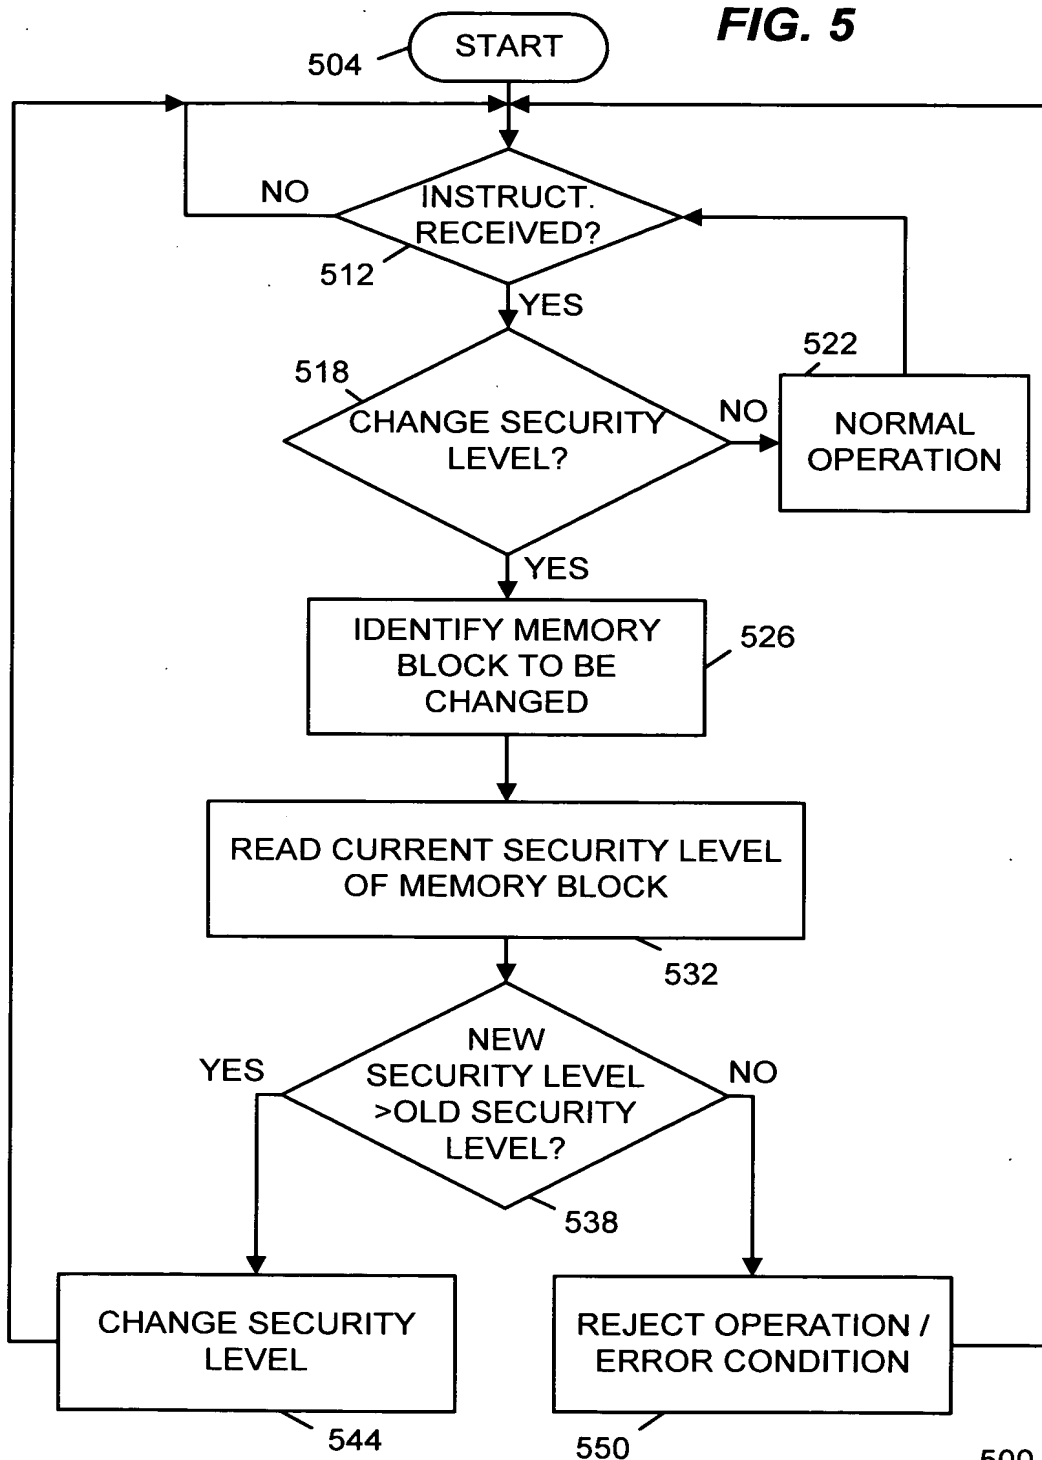 FIG. 5
START
504
NO
INSTRUCT.
RECEIVED?
512
YES
518
522
CHANGE SECURITY
LEVEL?
NO
NORMAL
OPERATION
YES
IDENTIFY MEMORY
BLOCK TO BE
CHANGED
526
READ CURRENT SECURITY LEVEL
OF MEMORY BLOCK
532
YES
NEW
SECURITY LEVEL
>OLD SECURITY
LEVEL?
NO
538
CHANGE SECURITY
LEVEL
REJECT OPERATION /
ERROR CONDITION
544
550